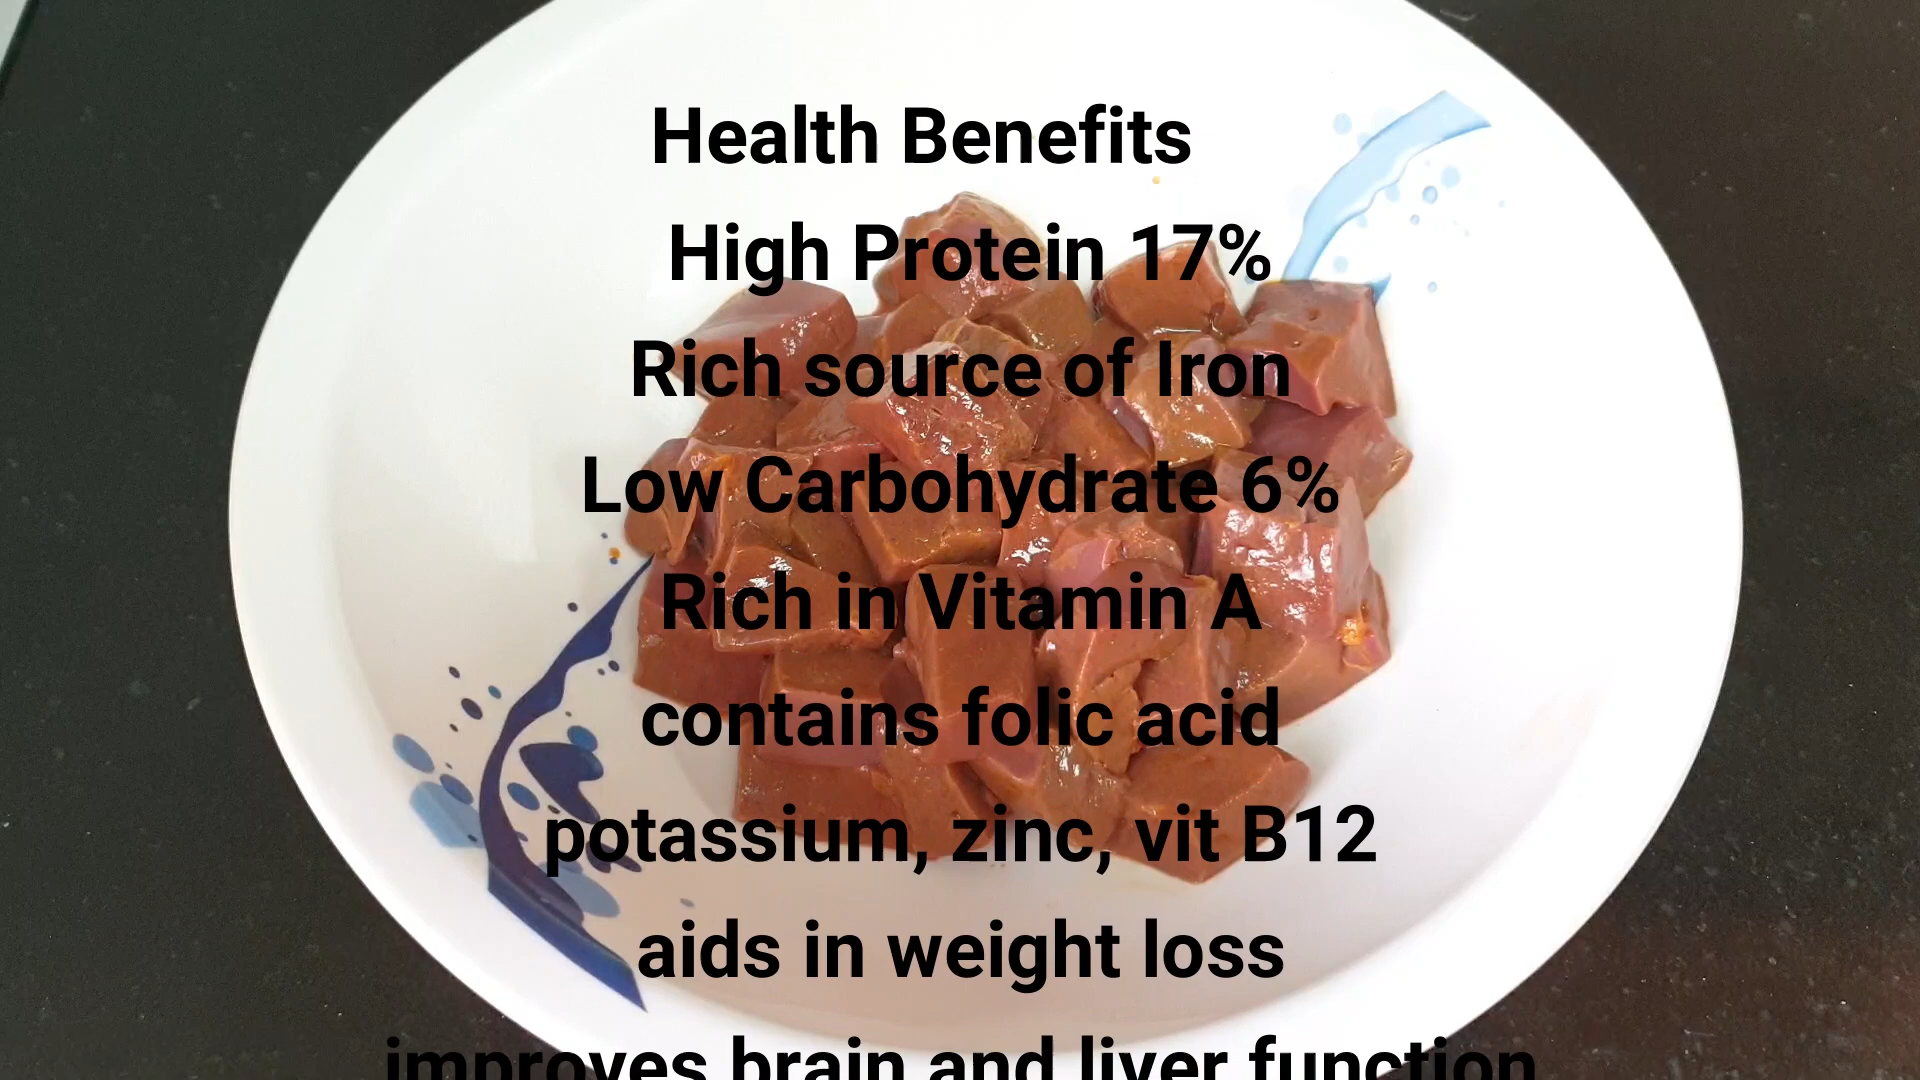 Health Benefits
High Protein 17%
Rich source of Iron
Low Carbohydrate 6%
Rich in Vitamin A
contains folic acid
potassium, zinc, vit B12
aids in weight loss
improves brain and liver function